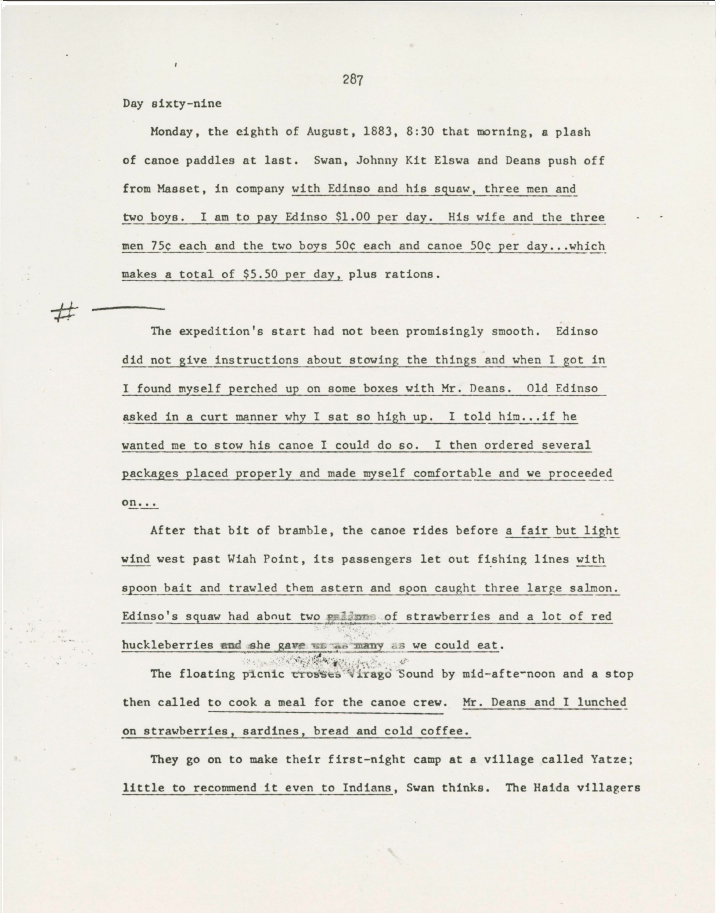 287
Day sixty-nine
Monday, the eighth of August, 1883, 8:30 that morning, a plash
of canoe paddles at last. Swan, Johnny Kit Elswa and Deans push off
from Masset, in company with Edinso and his squaw, three men and
two boys. I am to pay Edinso $1.00 per day. His wife and the three
men 75¢ each and the two boys 50¢ each and canoe 50¢ per day...which
makes a total of $5.50 per day, plus rations.
#
The expedition's start had not been promisingly smooth. Edinso
did not give instructions about stowing the things and when I got in
I found myself perched up on some boxes with Mr. Deans. Old Edinso
asked in a curt manner why I sat so high up. I told him...if he
wanted me to stow his canoe I could do so. I then ordered several
packages placed properly and made myself comfortable and we proceeded
on...
After that bit of bramble, the canoe rides before a fair but light
wind west past Wiah Point, its passengers let out fishing lines with
spoon bait and trawled them astern and soon caught three large salmon.
Edinso's squaw had about two gallons of strawberries and a lot of red
huckleberries and she gave us as many as we could eat.
The floating picnic crosses Virago Sound by mid-afternoon and a stop
then called to cook a meal for the canoe crew. Mr. Deans and I lunched
on strawberries, sardines, bread and cold coffee.
They go on to make their first-night camp at a village called Yatze;
little to recommend it even to Indians, Swan thinks. The Haida villagers